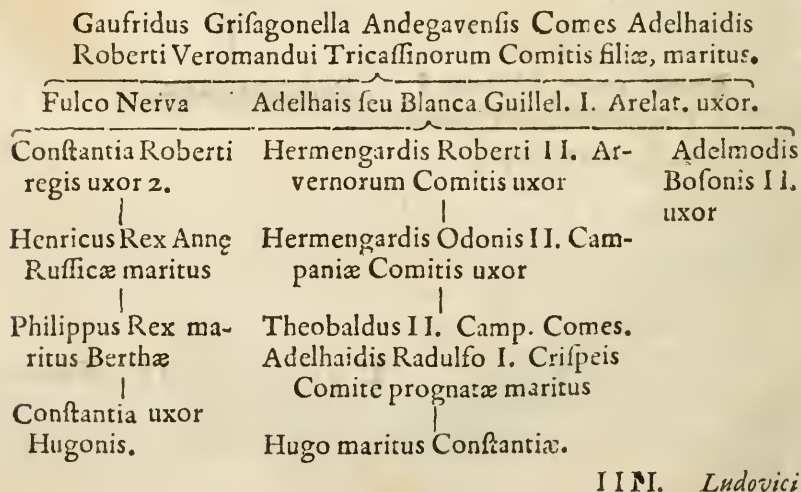 Gaufridus Griſagonella Andegavenſis Comes Adelhaidis
Roberti Veromandui Tricaſſinorum Comitis filiæ, maritus.
Fulco Nerva Adelhais ſeu Blanca Guillel. I. Arelat. uxor.
Conſtantia Roberti
regis uxor 2.
Hermengardis Roberti II. Ar-
vernorum Comitis uxor
Adelmodis
Boſonis II.
uxor
Henricus Rex Annę
Ruſſicæ maritus
Hermengardis Odonis II. Cam-
paniæ Comitis uxor
Philippus Rex ma-
ritus Berthæ
Theobaldus II. Camp. Comes.
Adelhaidis Radulfo I. Criſpeis
Comite prognatæ maritus
Conſtantia uxor
Hugonis.
Hugo maritus Conſtantiæ.
IIM. Ludovici